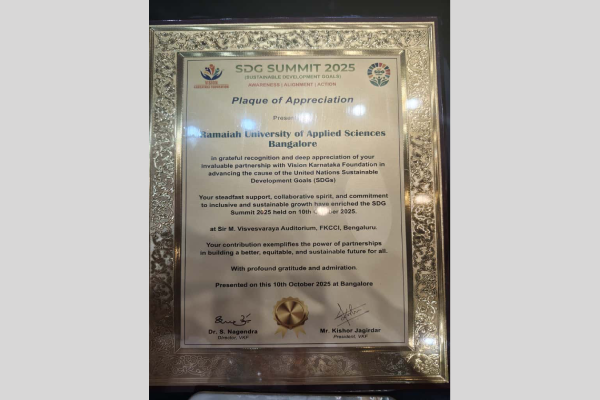 SDG SUMMIT 2025
(SUSTAINABLE DEVELOPMENT GOALS)
AWARENESS | ALIGNMENT | ACTION
Plaque of Appreciation
Ramaiah University of Applied Sciences
Bangalore
in grateful recognition and deep appreciation of your
invaluable partnership with Vision Karnataka Foundation in
advancing the cause of the United Nations Sustainable
Development Goals (SDGs)
Your steadfast support, collaborative spirit, and commitment
to inclusive and sustainable growth have enriched the SDG
Summit 2025 held on 10th October 2025.
at Sir M. Visvesvaraya Auditorium, FKCCI, Bengaluru.
Your contribution exemplifies the power of partnerships
in building a better, equitable, and sustainable future for all.
With profound gratitude and admiration.
Presented on this 10th October 2025 at Bangalore
Dr. S. Nagendra
Director, VKF
Mr. Kishor Jagirdar
President, VKF